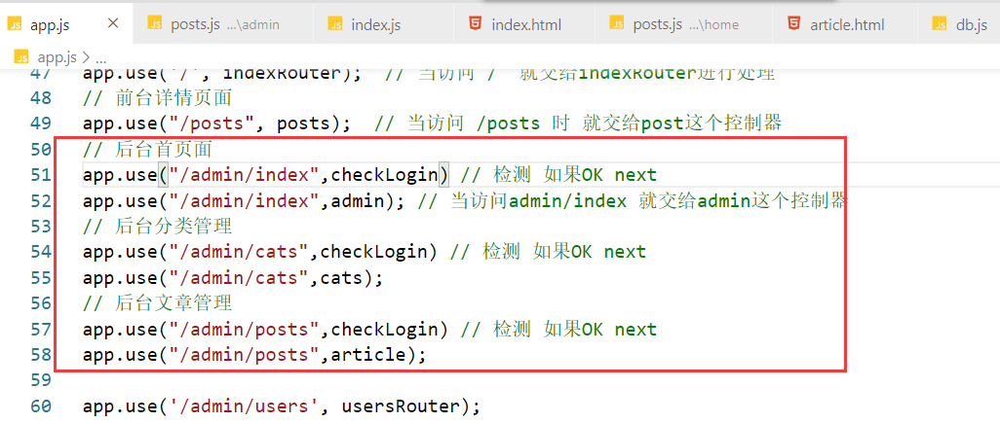 app.js × posts.js ...\admin index.js index.html posts.js ...\home article.html db.js
app.js > ...
47 app.use('/', indexRouter); // 当访问 / 就交给indexRouter进行处理
48 // 前台详情页面
49 app.use("/posts", posts); // 当访问 /posts 时 就交给post这个控制器
50 // 后台首页面
51 app.use("/admin/index",checkLogin) // 检测 如果OK next
52 app.use("/admin/index",admin); // 当访问admin/index 就交给admin这个控制器
53 // 后台分类管理
54 app.use("/admin/cats",checkLogin) // 检测 如果OK next
55 app.use("/admin/cats",cats);
56 // 后台文章管理
57 app.use("/admin/posts",checkLogin) // 检测 如果OK next
58 app.use("/admin/posts",article);
59
60 app.use('/admin/users', usersRouter);